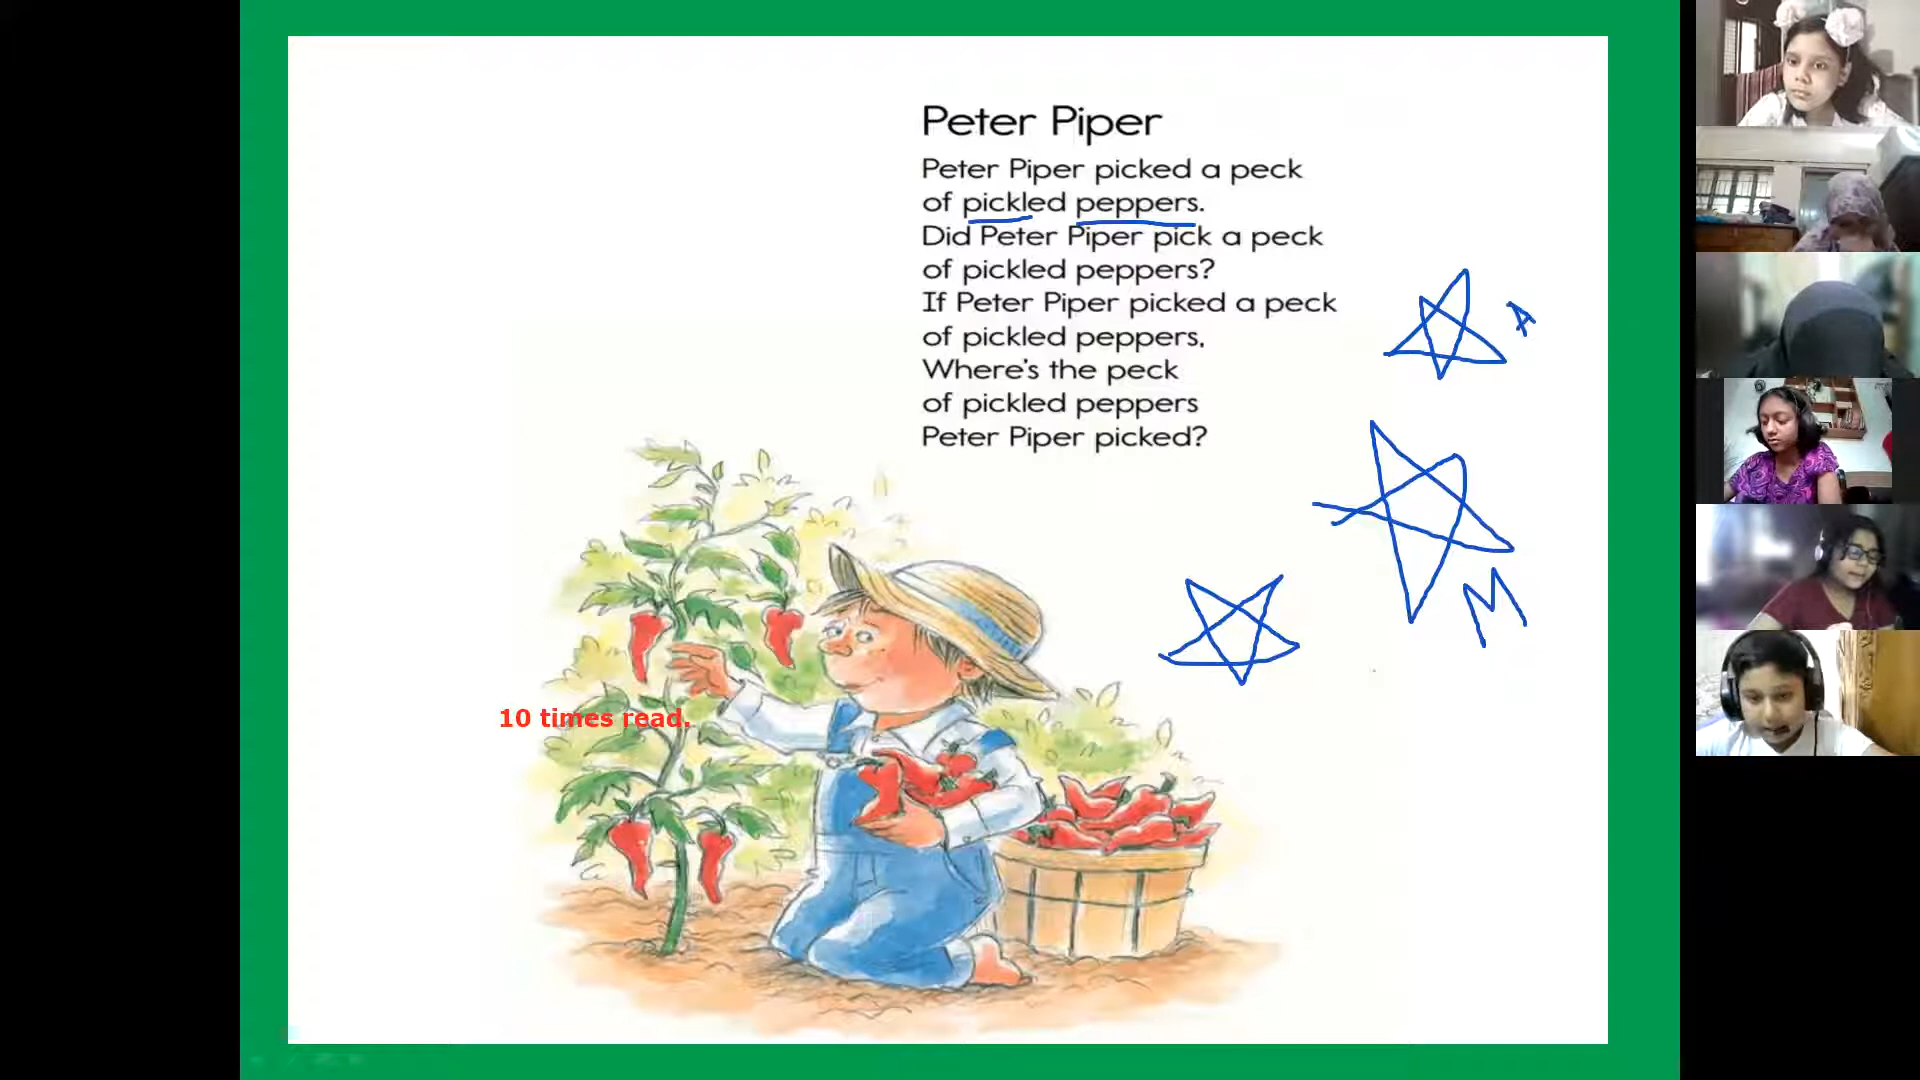 Peter Piper
Peter Piper picked a peck
of pickled peppers.
Did Peter Piper pick a peck
of pickled peppers?
If Peter Piper picked a peck
of pickled peppers,
Where's the peck
of pickled peppers
Peter Piper picked?
A
M
10 times read.